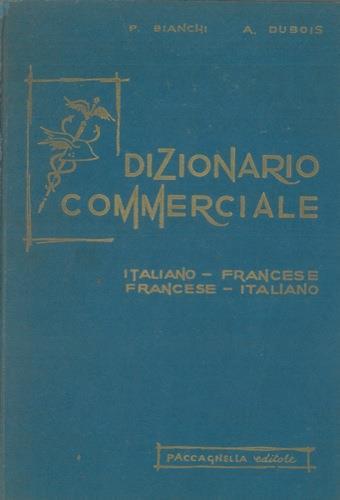 P. BIANCHI A. DUBOIS
DIZIONARIO
COMMERCIALE
ITALIANO - FRANCESE
FRANCESE - ITALIANO
PACCAGNELLA editore